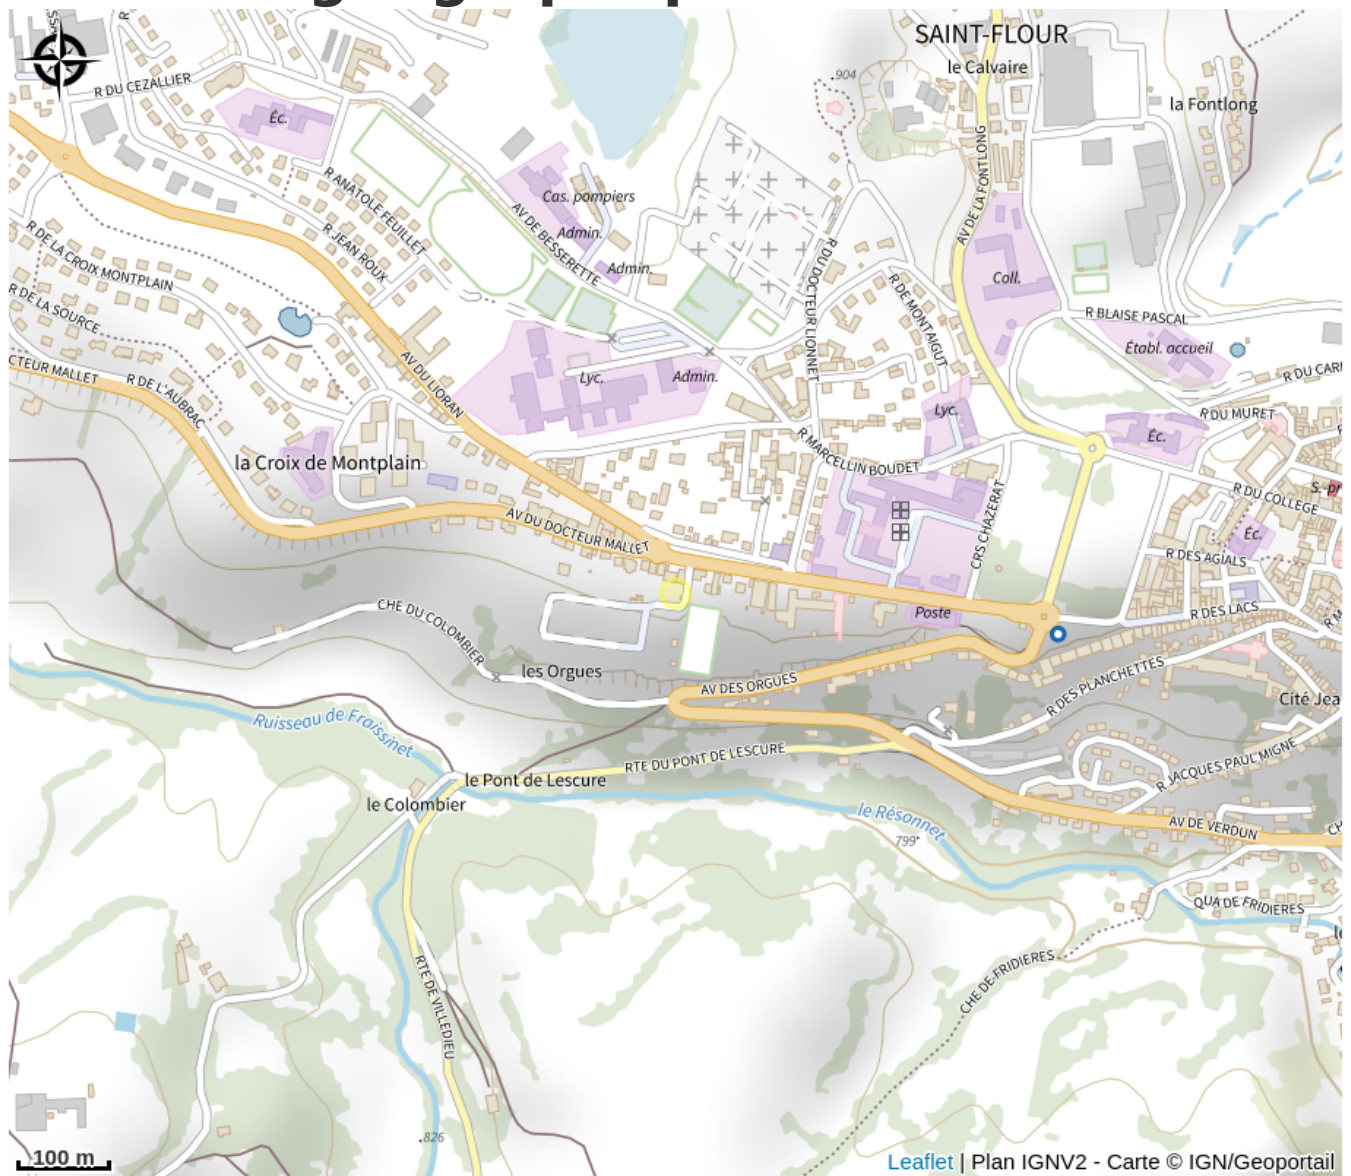 SAINT-FLOUR
le Calvaire
.904
R DU CEZALLIER
la Fontlong
Éc.
AV DE LA FONTLONG
R ANATOLE FEUILLET
Cas. pompiers
AV DE BESSERETTE
Admin.
R JEAN ROUX
R DE LA CROIX MONTPLAIN
Admin.
R DU DOCTEUR LIONNET
Coll.
R DE MONTAIGUT
R DE LA SOURCE
R BLAISE PASCAL
Établ. accueil
CTEUR MALLET
R DE L'AUBRAC
AV DU LIORAN
Lyc.
Admin.
R DU CAR
Lyc.
R DU MURET
Éc.
R MARCELLIN BOUDET
la Croix de Montplain
R DU COLLEGE
S. pr
AV DU DOCTEUR MALLET
CRS CHAZERAT
Éc.
R DES AGIALS
CHE DU COLOMBIER
Poste
R DES LACS
R M
les Orgues
AV DES ORGUES
R DES PLANCHETTES
Cité Jea
Ruisseau de Fraissinet
RTE DU PONT DE LESCURE
R JACQUES PAUL MIGNE
le Pont de Lescure
le Colombier
le Résonnet
799
AV DE VERDUN
CH
QUA DE FRIDIERES
CHE DE FRIDIERES
RTE DE VILLEDIEU
.826
100 m
Leaflet | Plan IGNV2 - Carte © IGN/Geoportail